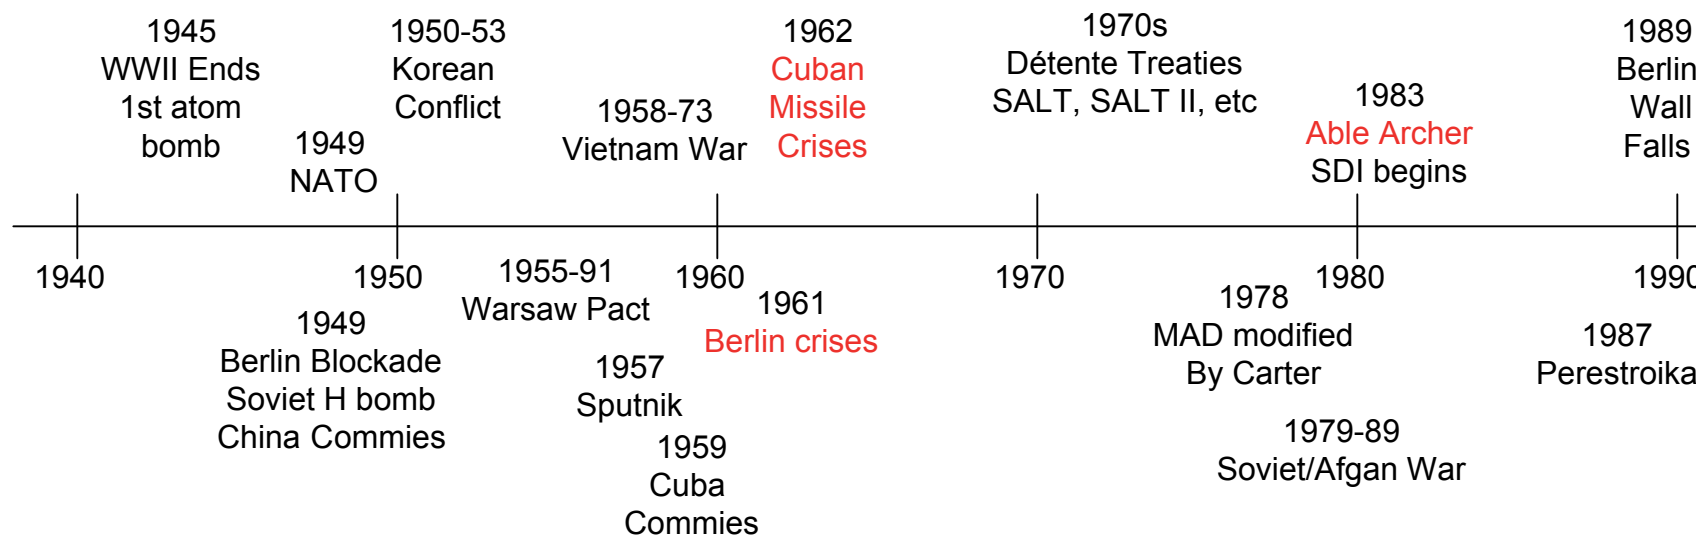 1945
WWII Ends
1st atom
bomb
1949
NATO
1950-53
Korean
Conflict
1958-73
Vietnam War
1962
Cuban
Missile
Crises
1970s
Détente Treaties
SALT, SALT II, etc
1983
Able Archer
SDI begins
1989
Berlin
Wall
Falls
1940
1950
1960
1970
1980
1990
1949
Berlin Blockade
Soviet H bomb
China Commies
1955-91
Warsaw Pact
1957
Sputnik
1959
Cuba
Commies
1961
Berlin crises
1978
MAD modified
By Carter
1979-89
Soviet/Afgan War
1987
Perestroika